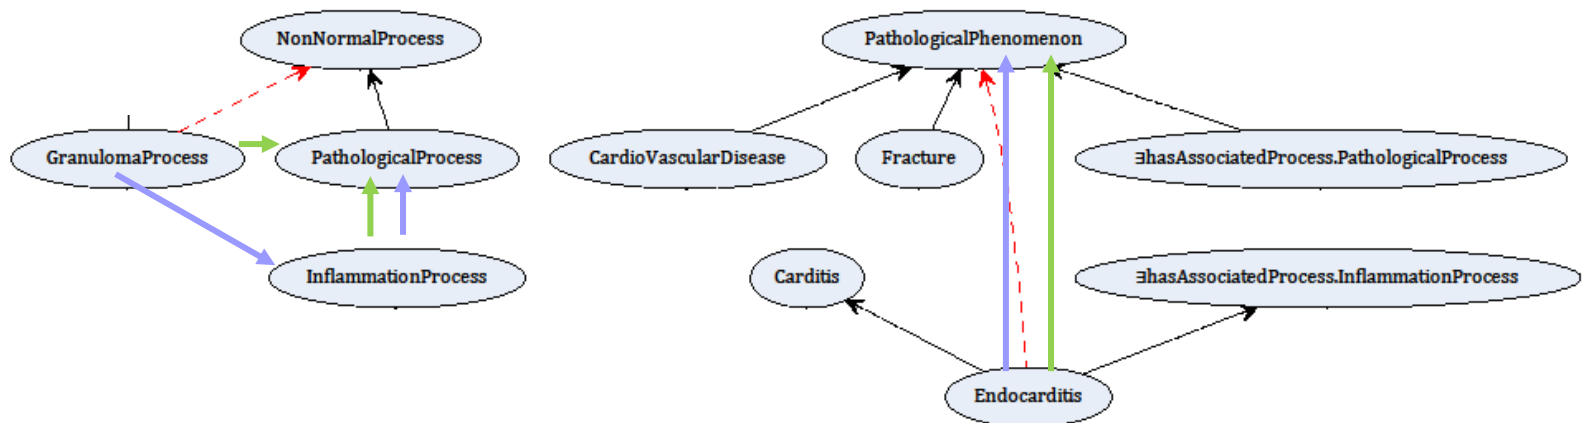 NonNormalProcess
PathologicalPhenomenon
GranulomaProcess
PathologicalProcess
CardioVascularDisease
Fracture
∃hasAssociatedProcess.PathologicalProcess
InflammationProcess
Carditis
∃hasAssociatedProcess.InflammationProcess
Endocarditis